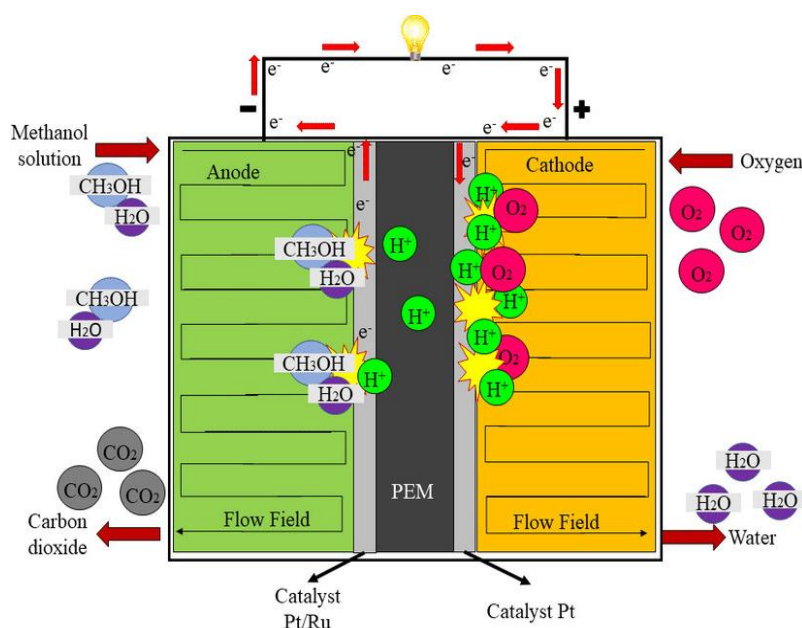 e-
e-
e-
e-
-
+
e-
e-
e-
e-
Methanol
solution
Anode
Cathode
Oxygen
e-
e-
CH3OH
H2O
H+
O2
O2
O2
O2
e-
CH3OH
H2O
H+
H+
H+
O2
CH3OH
H2O
H+
H+
e-
H+
O2
CH3OH
H2O
H+
H+
CO2
CO2
CO2
PEM
H2O
H2O
H2O
Carbon
dioxide
Flow Field
Flow Field
Water
Catalyst
Pt/Ru
Catalyst Pt